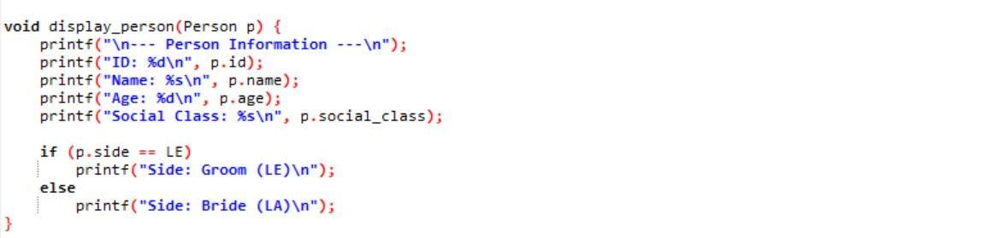 void display_person(Person p) {
    printf("\n--- Person Information ---\n");
    printf("ID: %d\n", p.id);
    printf("Name: %s\n", p.name);
    printf("Age: %d\n", p.age);
    printf("Social Class: %s\n", p.social_class);
    if (p.side == LE)
        printf("Side: Groom (LE)\n");
    else
        printf("Side: Bride (LA)\n");
}